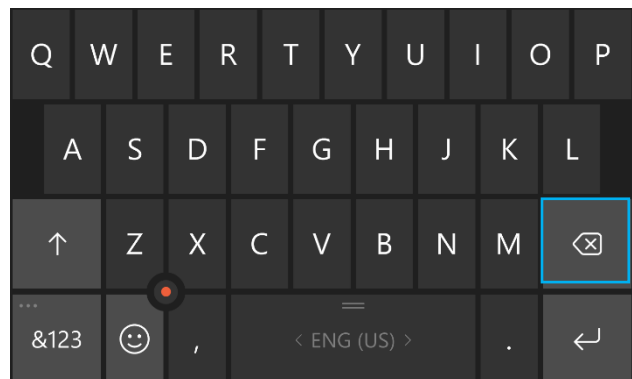 Q W E R T Y U I O P
A S D F G H J K L
↑ Z X C V B N M ⌫
&123 ☺ , < ENG (US) > . ↵